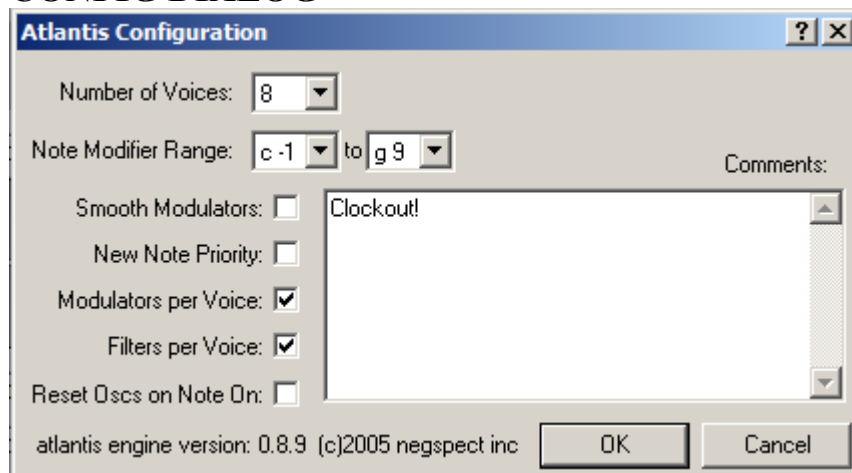 CONFIG DIALOG
Atlantis Configuration
Number of Voices: 8
Note Modifier Range: c -1 to g 9
Comments:
Smooth Modulators:
Clockout!
New Note Priority:
Modulators per Voice:
Filters per Voice:
Reset Oscs on Note On:
atlantis engine version: 0.8.9 (c)2005 negspect inc
OK
Cancel